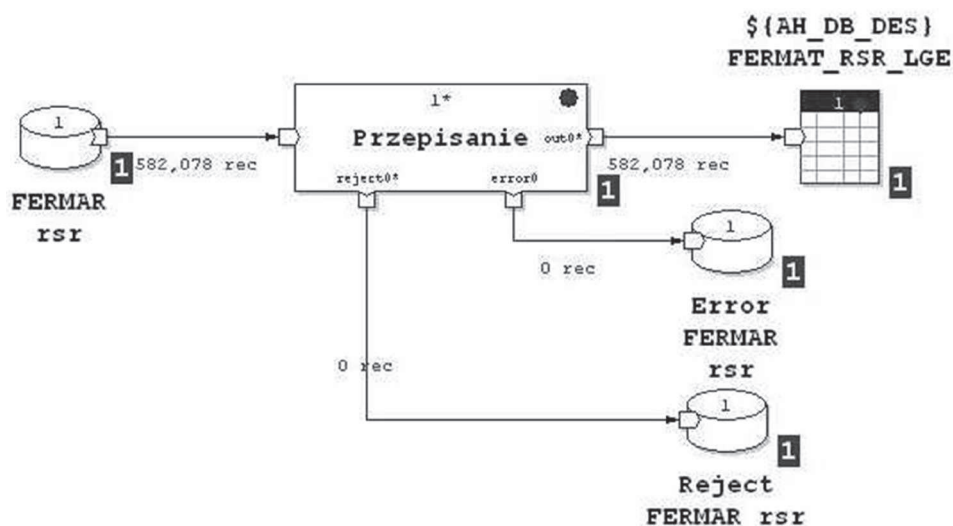 ${AH_DB_DES}
FERMAT_RSR_LGE
1
1*
1
Przepisanie
out0*
1
582,078 rec
reject0*
error0
1
582,078 rec
1
FERMAR
rsr
1
0 rec
1
Error
FERMAR
rsr
0 rec
1
1
Reject
FERMAR rsr